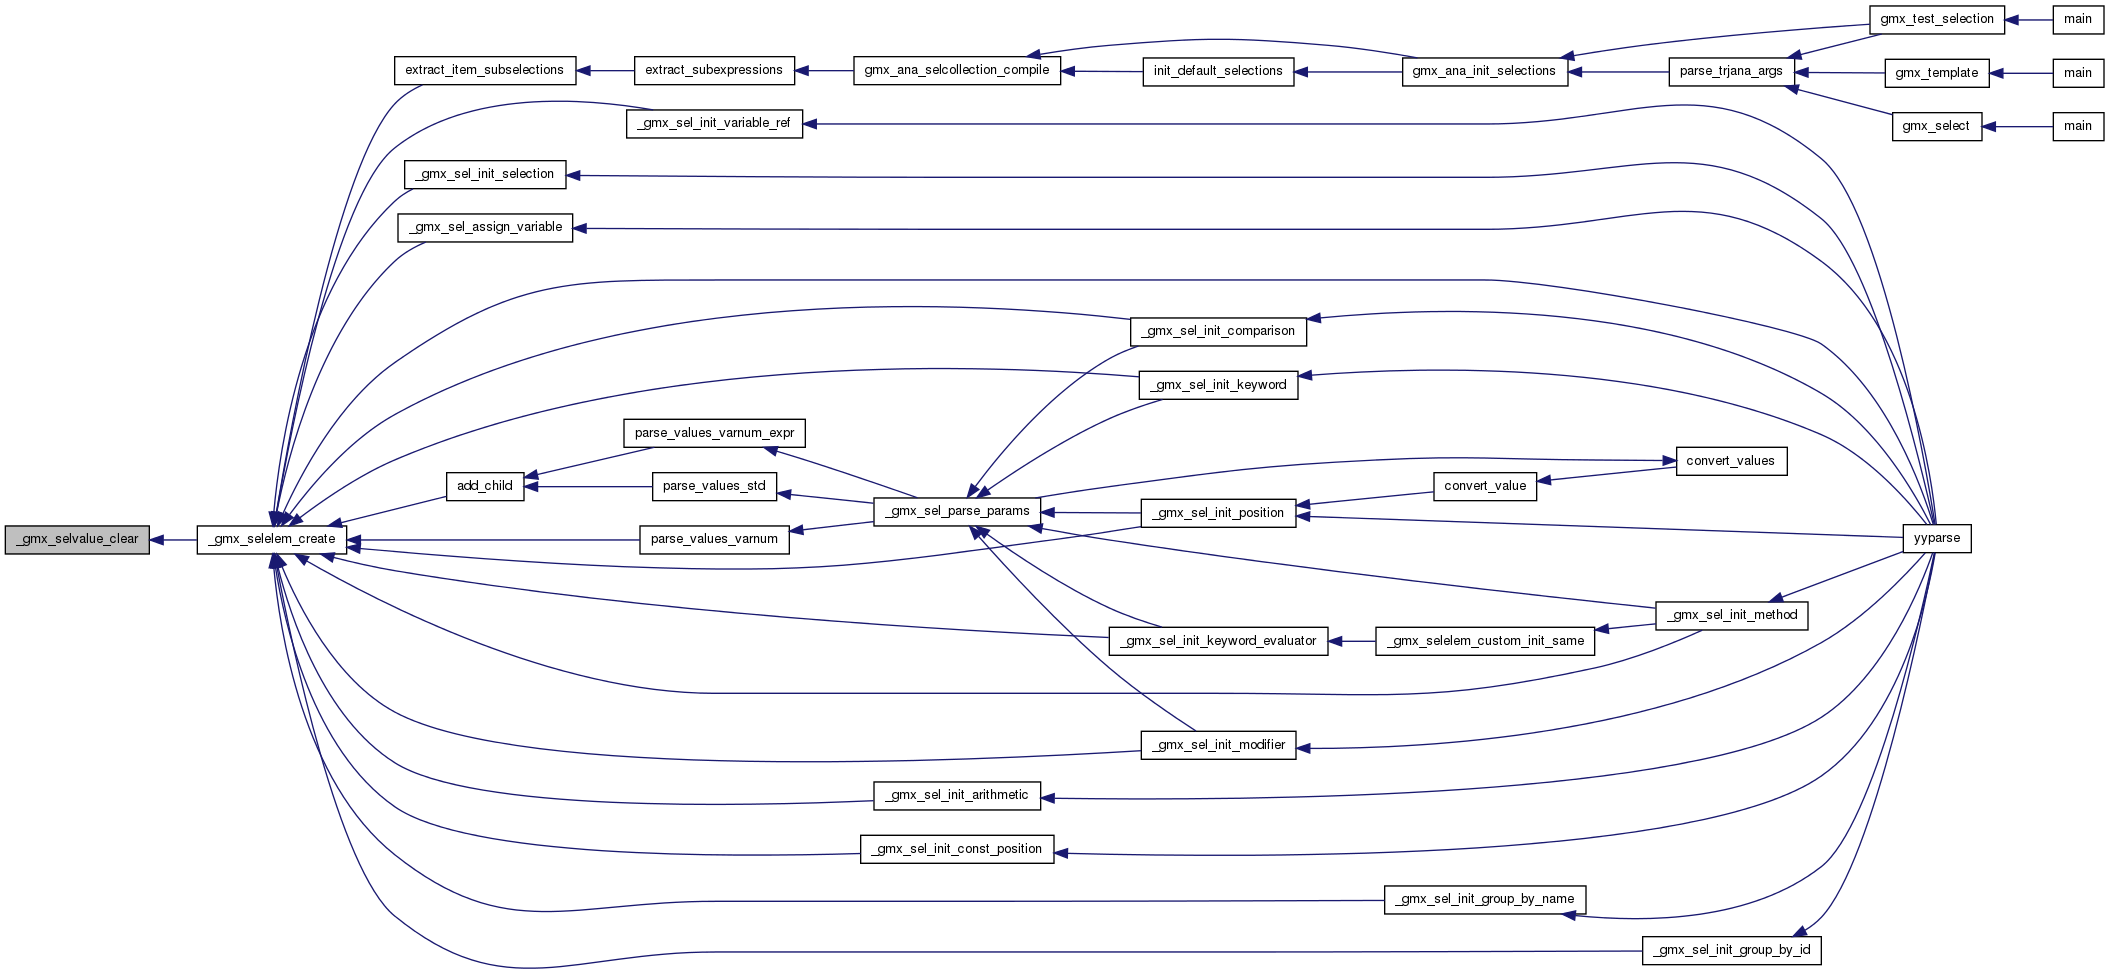 gmx_test_selection
main
extract_item_subselections
extract_subexpressions
gmx_ana_selcollection_compile
init_default_selections
gmx_ana_init_selections
parse_trjana_args
gmx_template
main
_gmx_sel_init_variable_ref
gmx_select
main
_gmx_sel_init_selection
_gmx_sel_assign_variable
_gmx_sel_init_comparison
_gmx_sel_init_keyword
parse_values_varnum_expr
convert_values
add_child
parse_values_std
convert_value
_gmx_sel_parse_params
_gmx_sel_init_position
_gmx_selvalue_clear
_gmx_selelem_create
parse_values_varnum
yyparse
_gmx_sel_init_method
_gmx_sel_init_keyword_evaluator
_gmx_selelem_custom_init_same
_gmx_sel_init_modifier
_gmx_sel_init_arithmetic
_gmx_sel_init_const_position
_gmx_sel_init_group_by_name
_gmx_sel_init_group_by_id